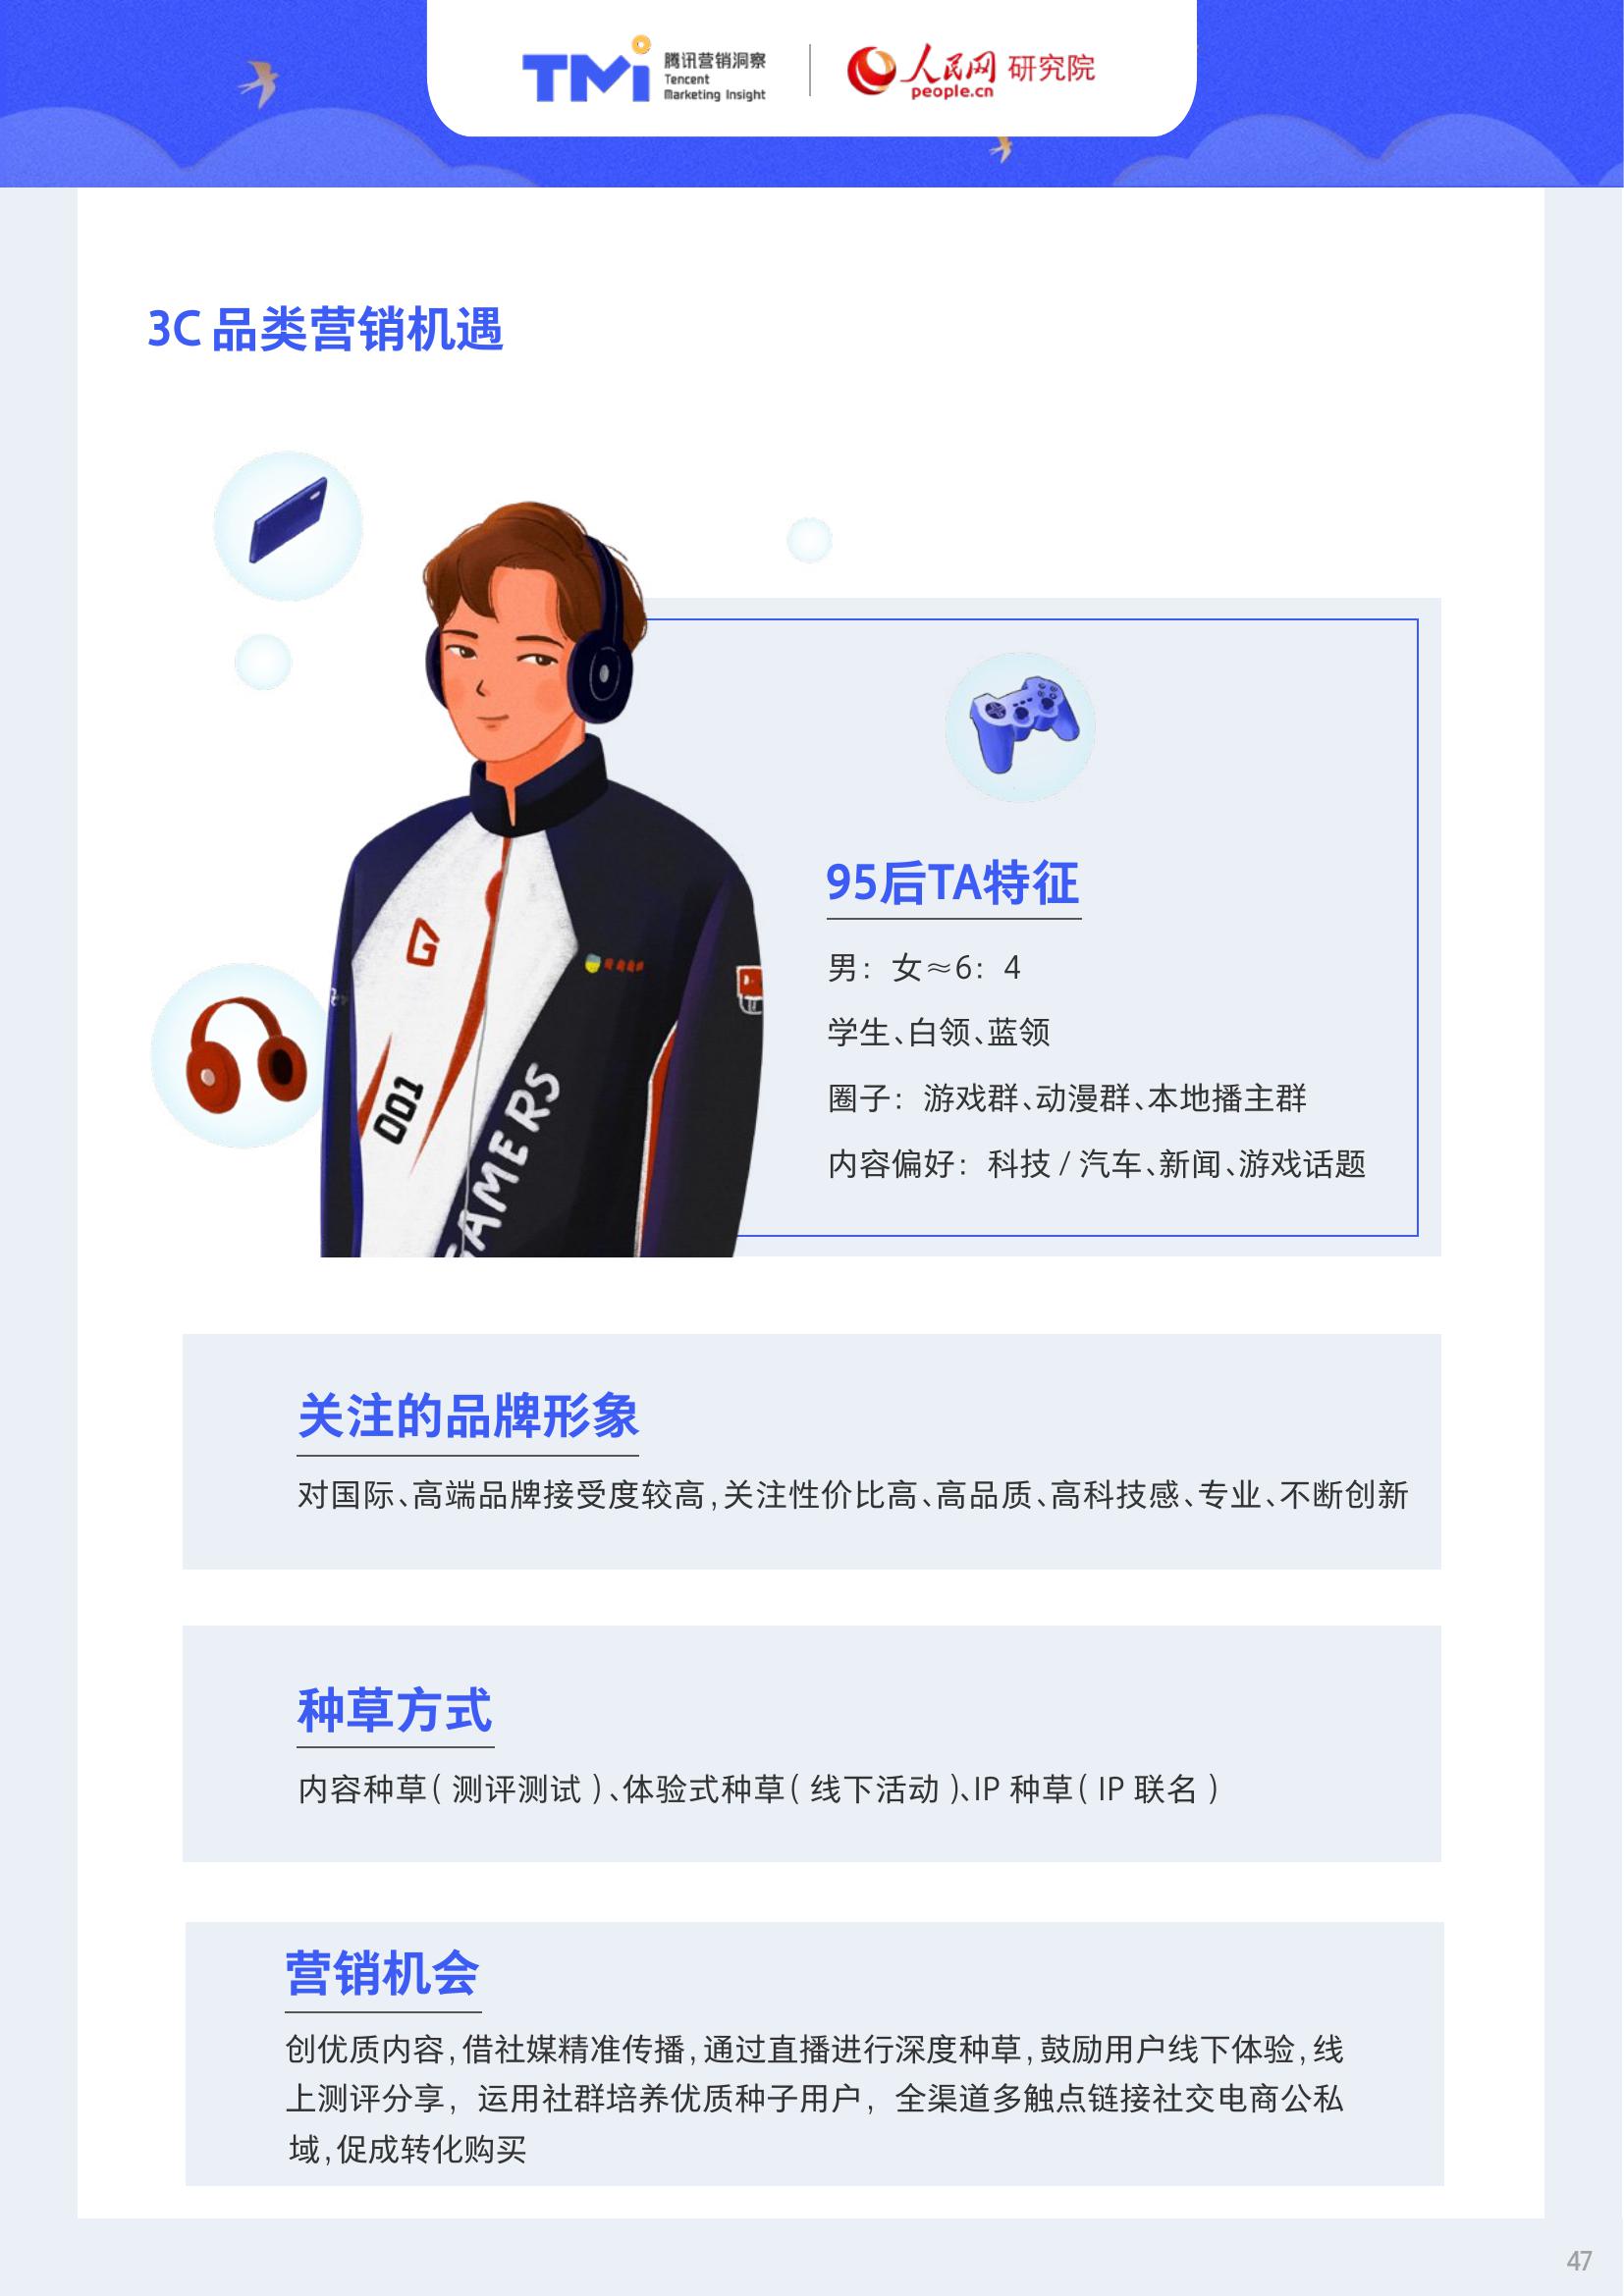 TMi 腾讯营销洞察
Tencent
Marketing Insight
人民网 研究院
people.cn
3C 品类营销机遇
95后TA特征
男：女≈6：4
学生、白领、蓝领
圈子：游戏群、动漫群、本地播主群
内容偏好：科技 / 汽车、新闻、游戏话题
001
GAMERS
关注的品牌形象
对国际、高端品牌接受度较高，关注性价比高、高品质、高科技感、专业、不断创新
种草方式
内容种草（测评测试）、体验式种草（线下活动）、IP 种草（IP 联名）
营销机会
创优质内容，借社媒精准传播，通过直播进行深度种草，鼓励用户线下体验，线
上测评分享，运用社群培养优质种子用户，全渠道多触点链接社交电商公私
域，促成转化购买
47